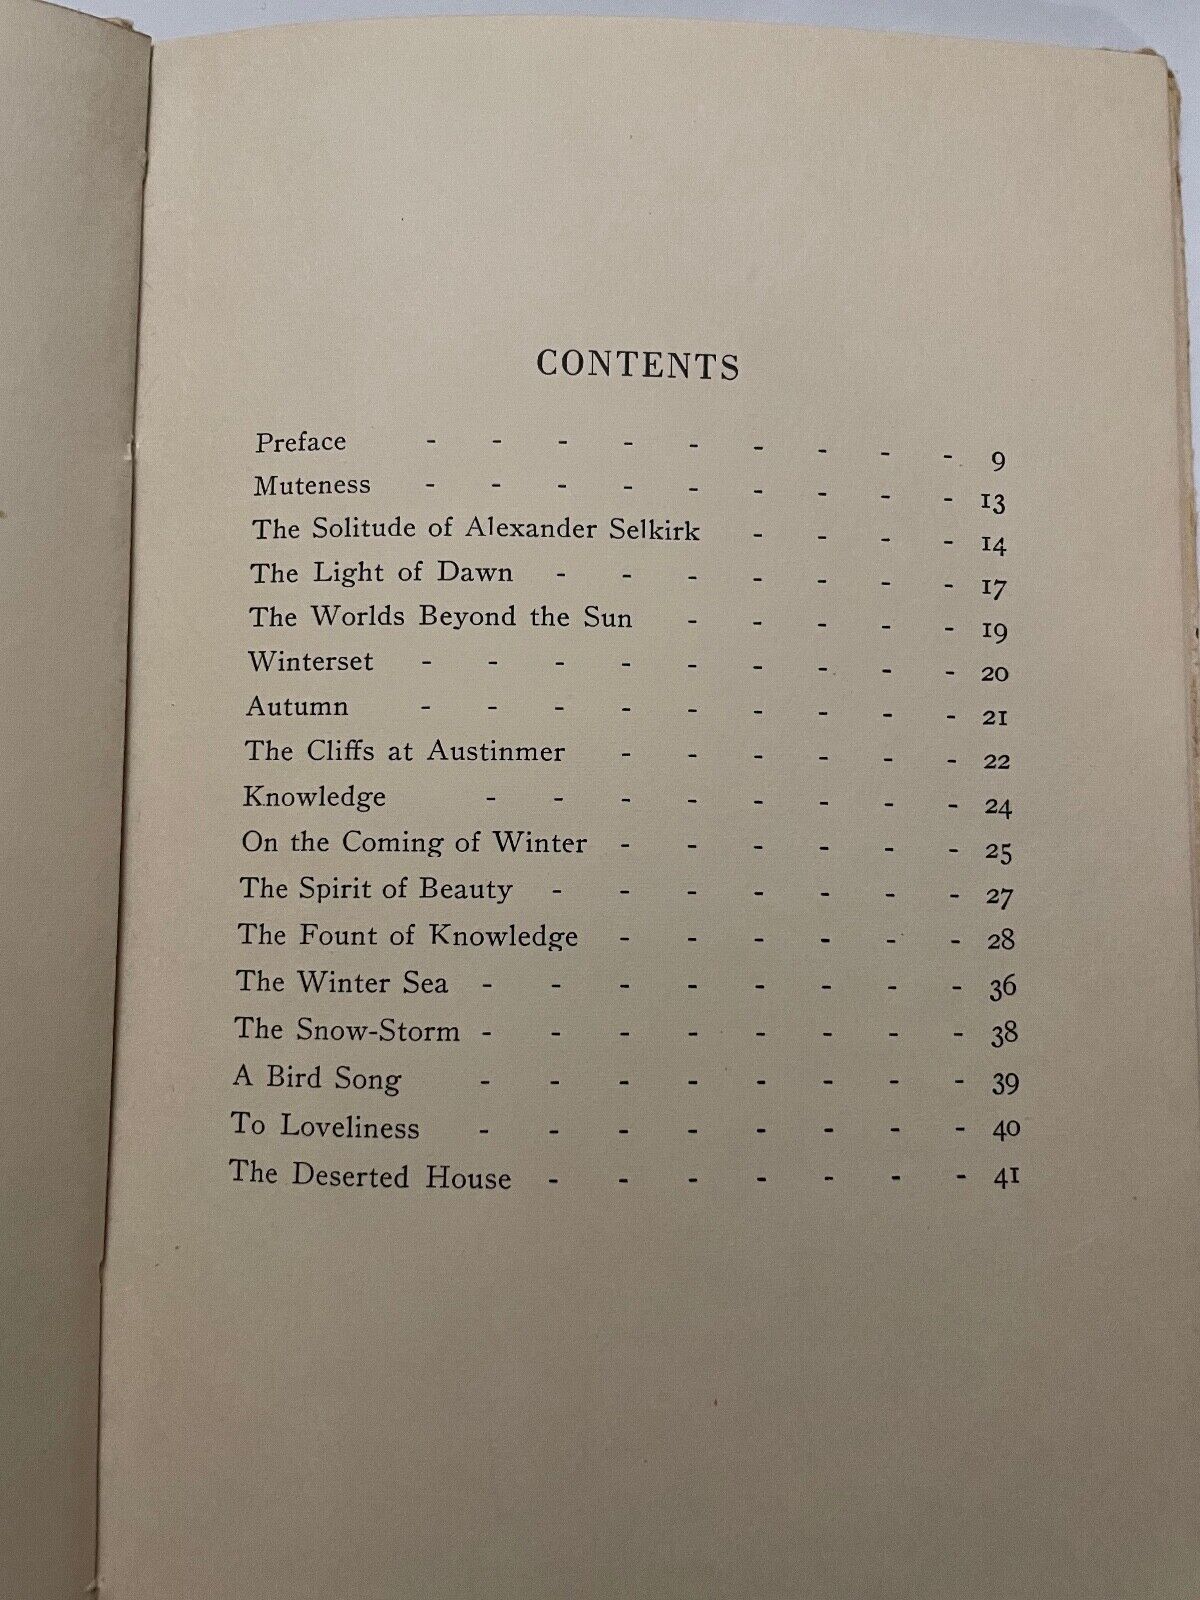 CONTENTS
Preface - - - - - - - - - 9
Muteness - - - - - - - - - 13
The Solitude of Alexander Selkirk - - - - 14
The Light of Dawn - - - - - - - 17
The Worlds Beyond the Sun - - - - - 19
Winterset - - - - - - - - - 20
Autumn - - - - - - - - - 21
The Cliffs at Austinmer - - - - - - 22
Knowledge - - - - - - - - 24
On the Coming of Winter - - - - - - 25
The Spirit of Beauty - - - - - - - 27
The Fount of Knowledge - - - - - - 28
The Winter Sea - - - - - - - - 36
The Snow-Storm - - - - - - - - 38
A Bird Song - - - - - - - - 39
To Loveliness - - - - - - - - 40
The Deserted House - - - - - - - 41